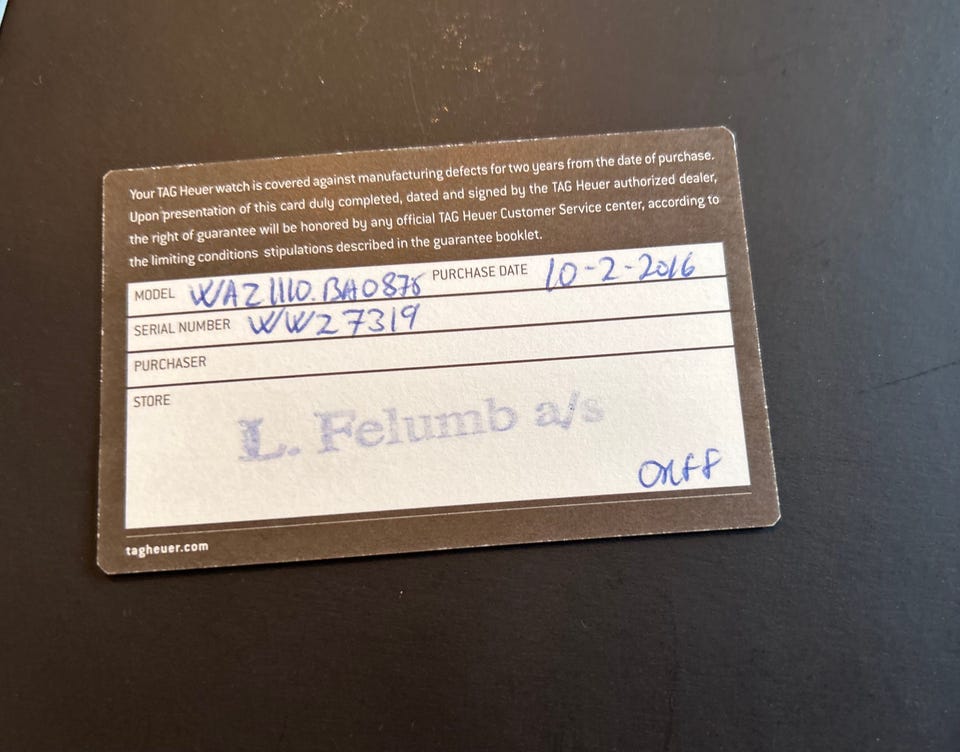 Your TAG Heuer watch is covered against manufacturing defects for two years from the date of purchase.
Upon presentation of this card duly completed, dated and signed by the TAG Heuer authorized dealer,
the right of guarantee will be honored by any official TAG Heuer Customer Service center, according to
the limiting conditions stipulations described in the guarantee booklet.
MODEL WAZ1110.BA0875 PURCHASE DATE 10-2-2016
SERIAL NUMBER WWZ7319
PURCHASER
STORE
L. Felumb a/s
tagheuer.com